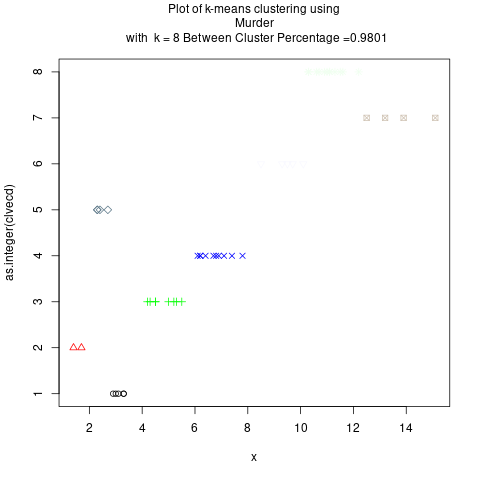 Plot of k-means clustering using
Murder
with  k = 8 Between Cluster Percentage =0.9801
as.integer(clvecd)
8
7
6
5
4
3
2
1
2 4 6 8 10 12 14
x